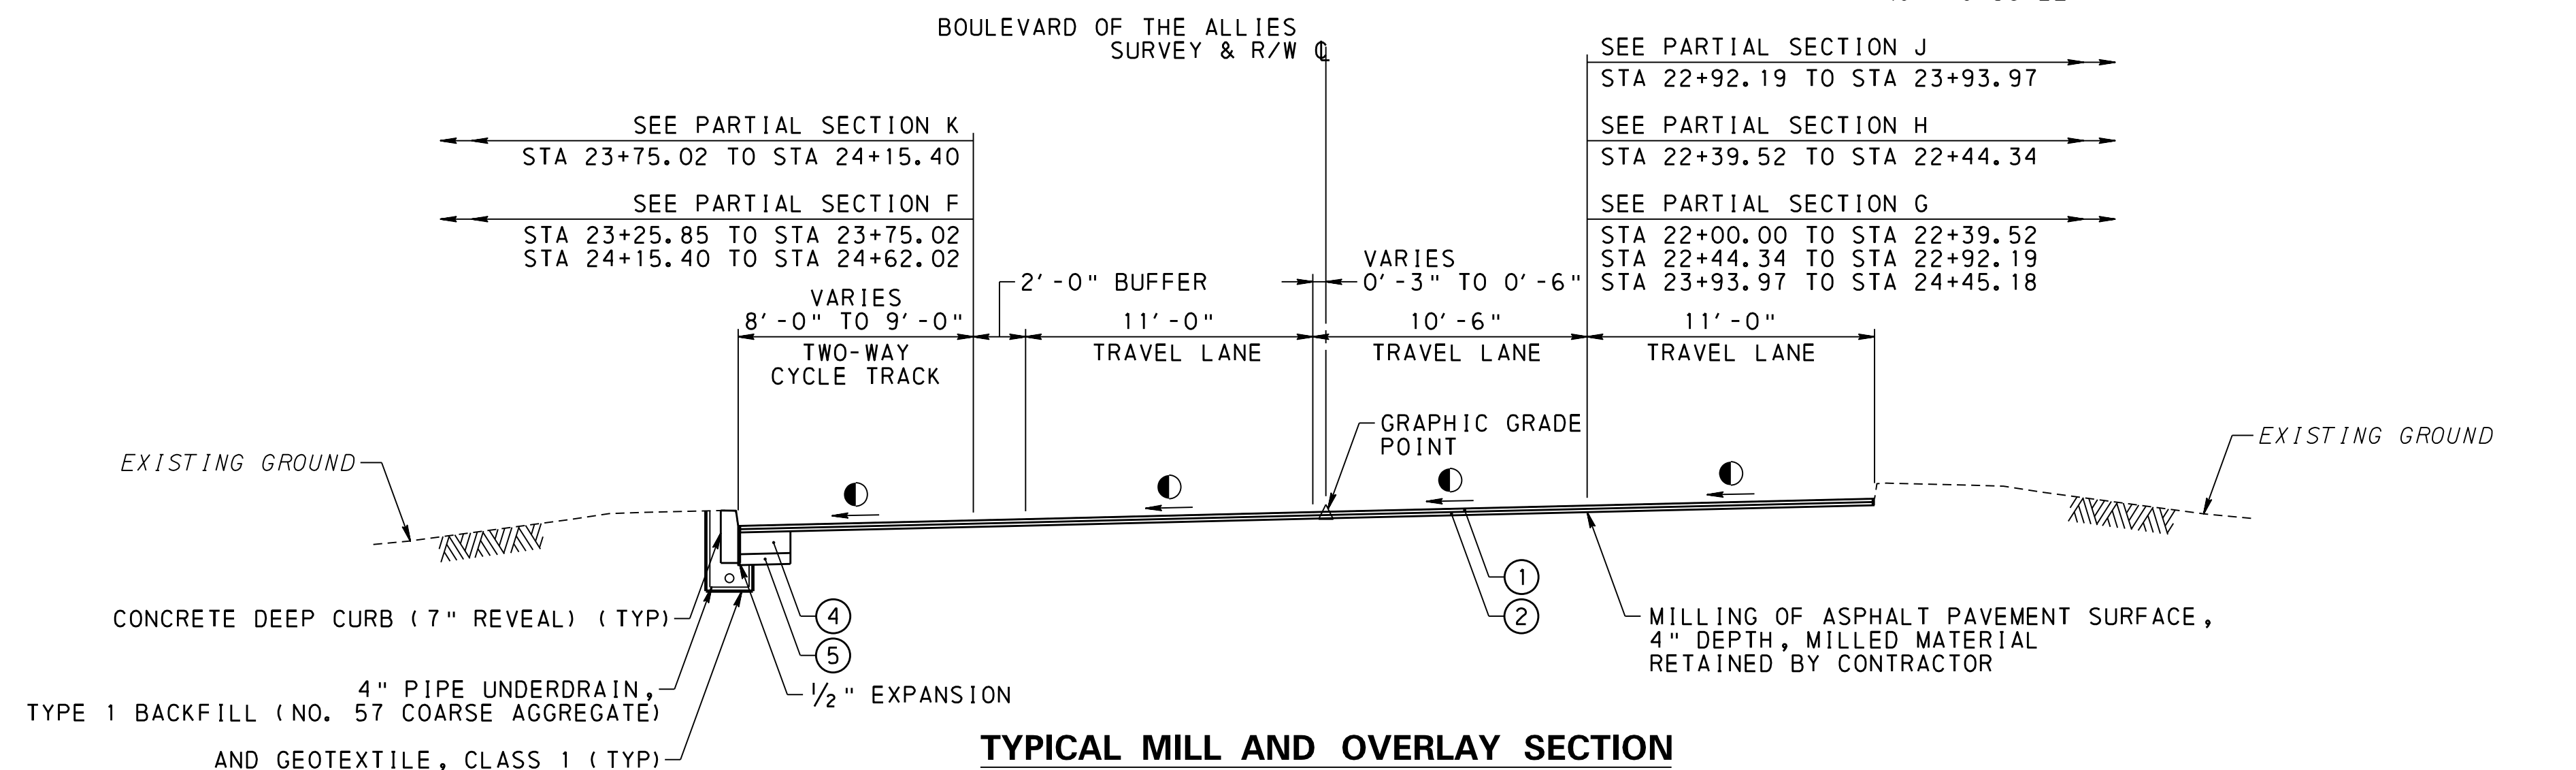 BOULEVARD OF THE ALLIES
SURVEY & R/W ℄
SEE PARTIAL SECTION J
STA 22+92.19 TO STA 23+93.97
SEE PARTIAL SECTION K
STA 23+75.02 TO STA 24+15.40
SEE PARTIAL SECTION H
STA 22+39.52 TO STA 22+44.34
SEE PARTIAL SECTION F
STA 23+25.85 TO STA 23+75.02
STA 24+15.40 TO STA 24+62.02
SEE PARTIAL SECTION G
STA 22+00.00 TO STA 22+39.52
STA 22+44.34 TO STA 22+92.19
STA 23+93.97 TO STA 24+45.18
VARIES
8'-0" TO 9'-0"
TWO-WAY
CYCLE TRACK
2'-0" BUFFER
11'-0"
TRAVEL LANE
VARIES
0'-3" TO 0'-6"
10'-6"
TRAVEL LANE
11'-0"
TRAVEL LANE
GRAPHIC GRADE
POINT
EXISTING GROUND
EXISTING GROUND
1
2
4
5
CONCRETE DEEP CURB (7" REVEAL) (TYP)
4" PIPE UNDERDRAIN,
TYPE 1 BACKFILL (NO. 57 COARSE AGGREGATE)
AND GEOTEXTILE, CLASS 1 (TYP)
½" EXPANSION
MILLING OF ASPHALT PAVEMENT SURFACE,
4" DEPTH, MILLED MATERIAL
RETAINED BY CONTRACTOR
TYPICAL MILL AND OVERLAY SECTION